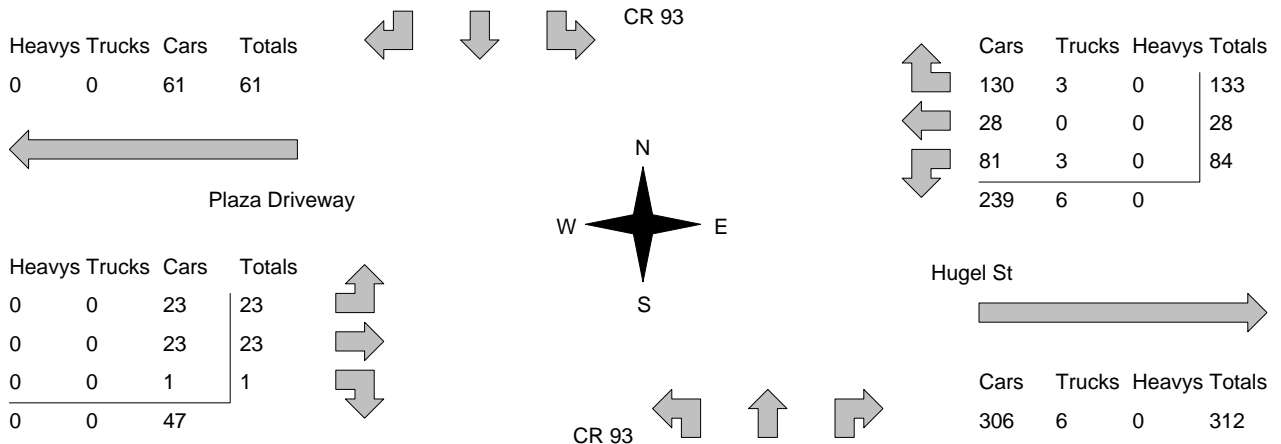 CR 93
Heavys Trucks Cars Totals
0 0 61 61
Cars Trucks Heavys Totals
130 3 0 133
28 0 0 28
81 3 0 84
239 6 0
N
W E
S
Plaza Driveway
Heavys Trucks Cars Totals
0 0 23 23
0 0 23 23
0 0 1 1
0 0 47
Hugel St
Cars Trucks Heavys Totals
306 6 0 312
CR 93